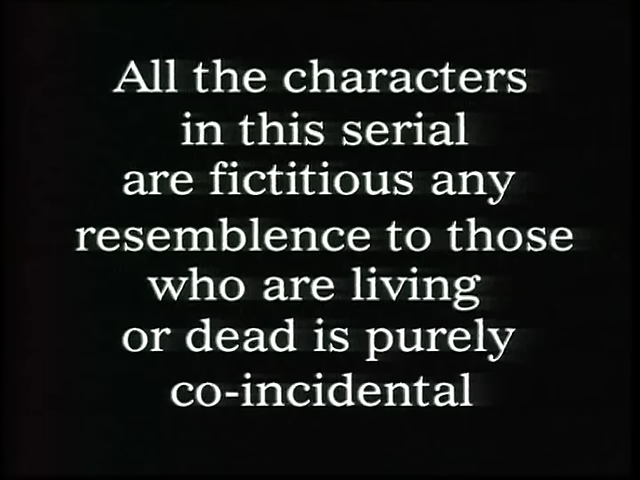 All the characters
in this serial
are fictitious any
resemblence to those
who are living
or dead is purely
co-incidental